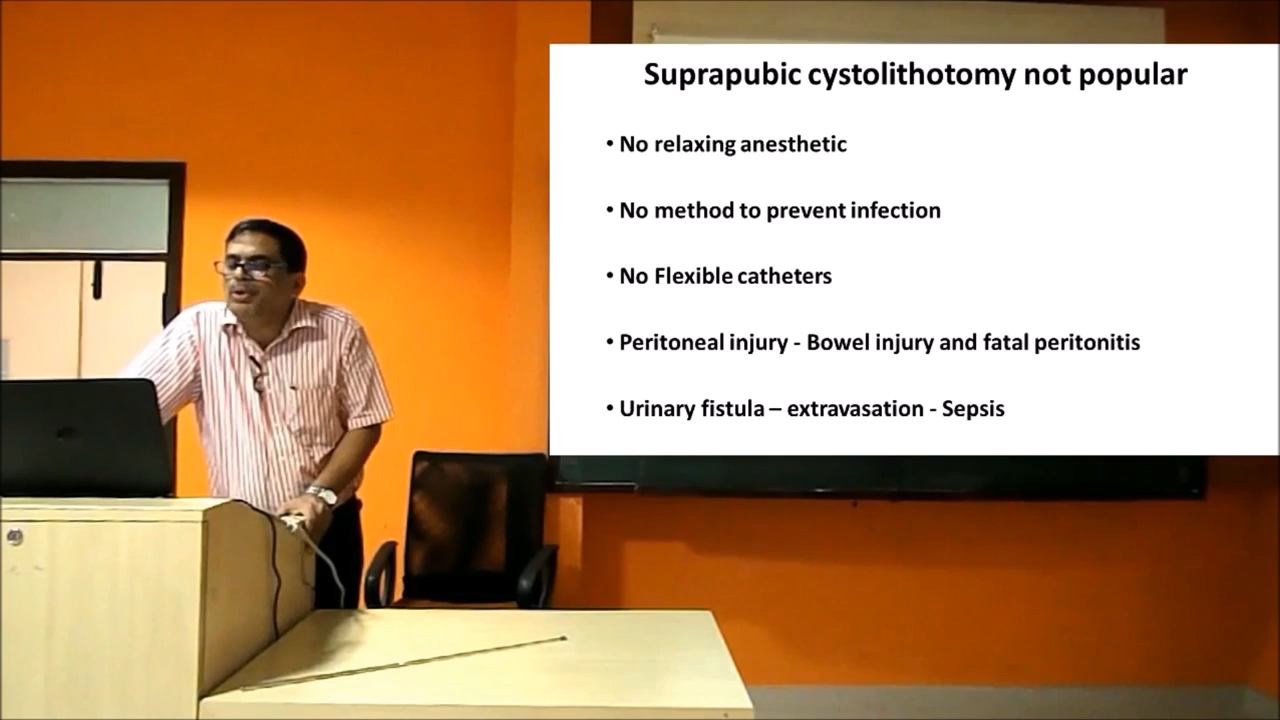 Suprapubic cystolithotomy not popular
• No relaxing anesthetic
• No method to prevent infection
• No Flexible catheters
• Peritoneal injury - Bowel injury and fatal peritonitis
• Urinary fistula – extravasation - Sepsis